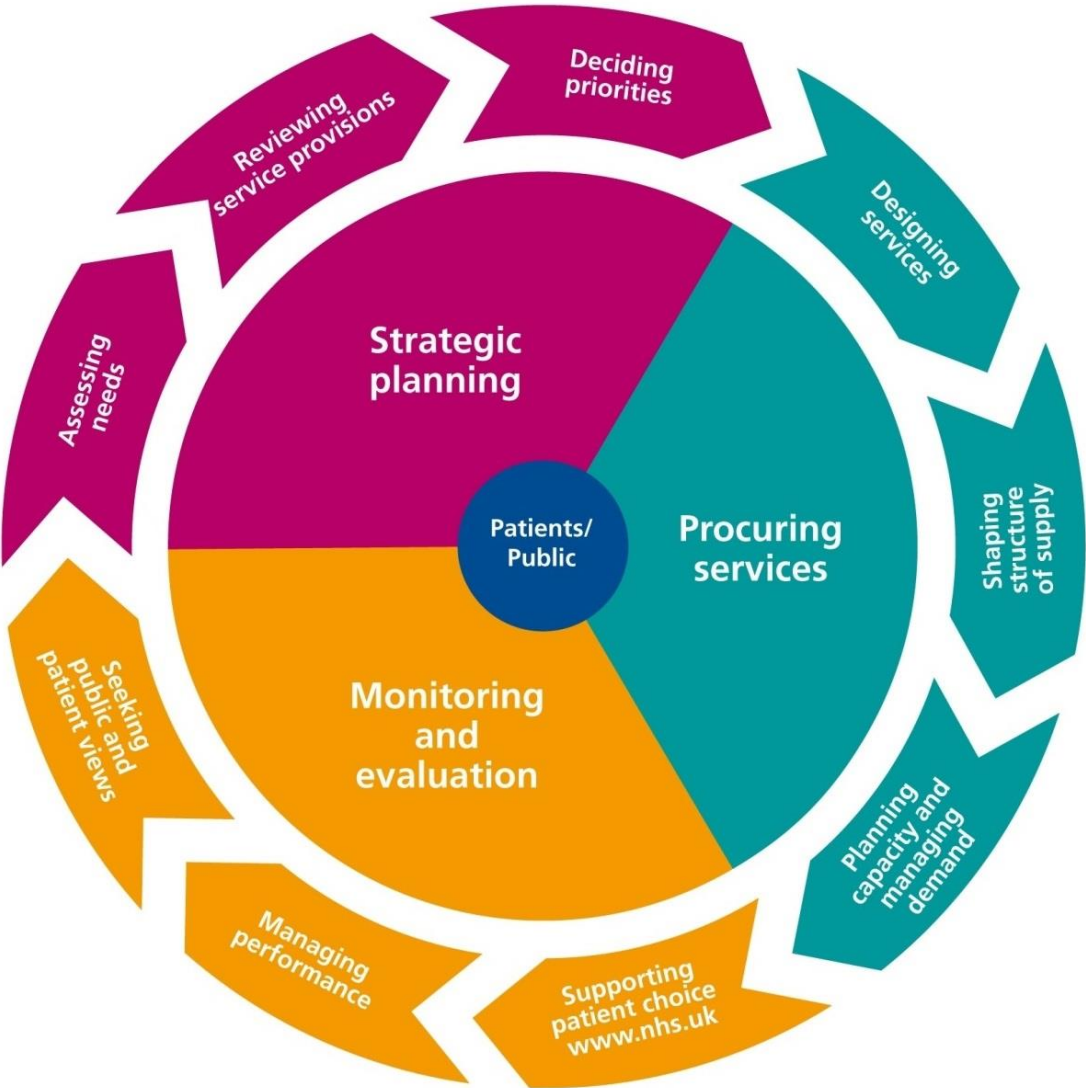 Deciding
priorities
Designing
services
Shaping
structure
of supply
Planning
capacity and
managing
demand
Supporting
patient choice
www.nhs.uk
Managing
performance
Seeking
public and
patient views
Assessing
needs
Reviewing
service provisions
Strategic
planning
Procuring
services
Monitoring
and
evaluation
Patients/
Public